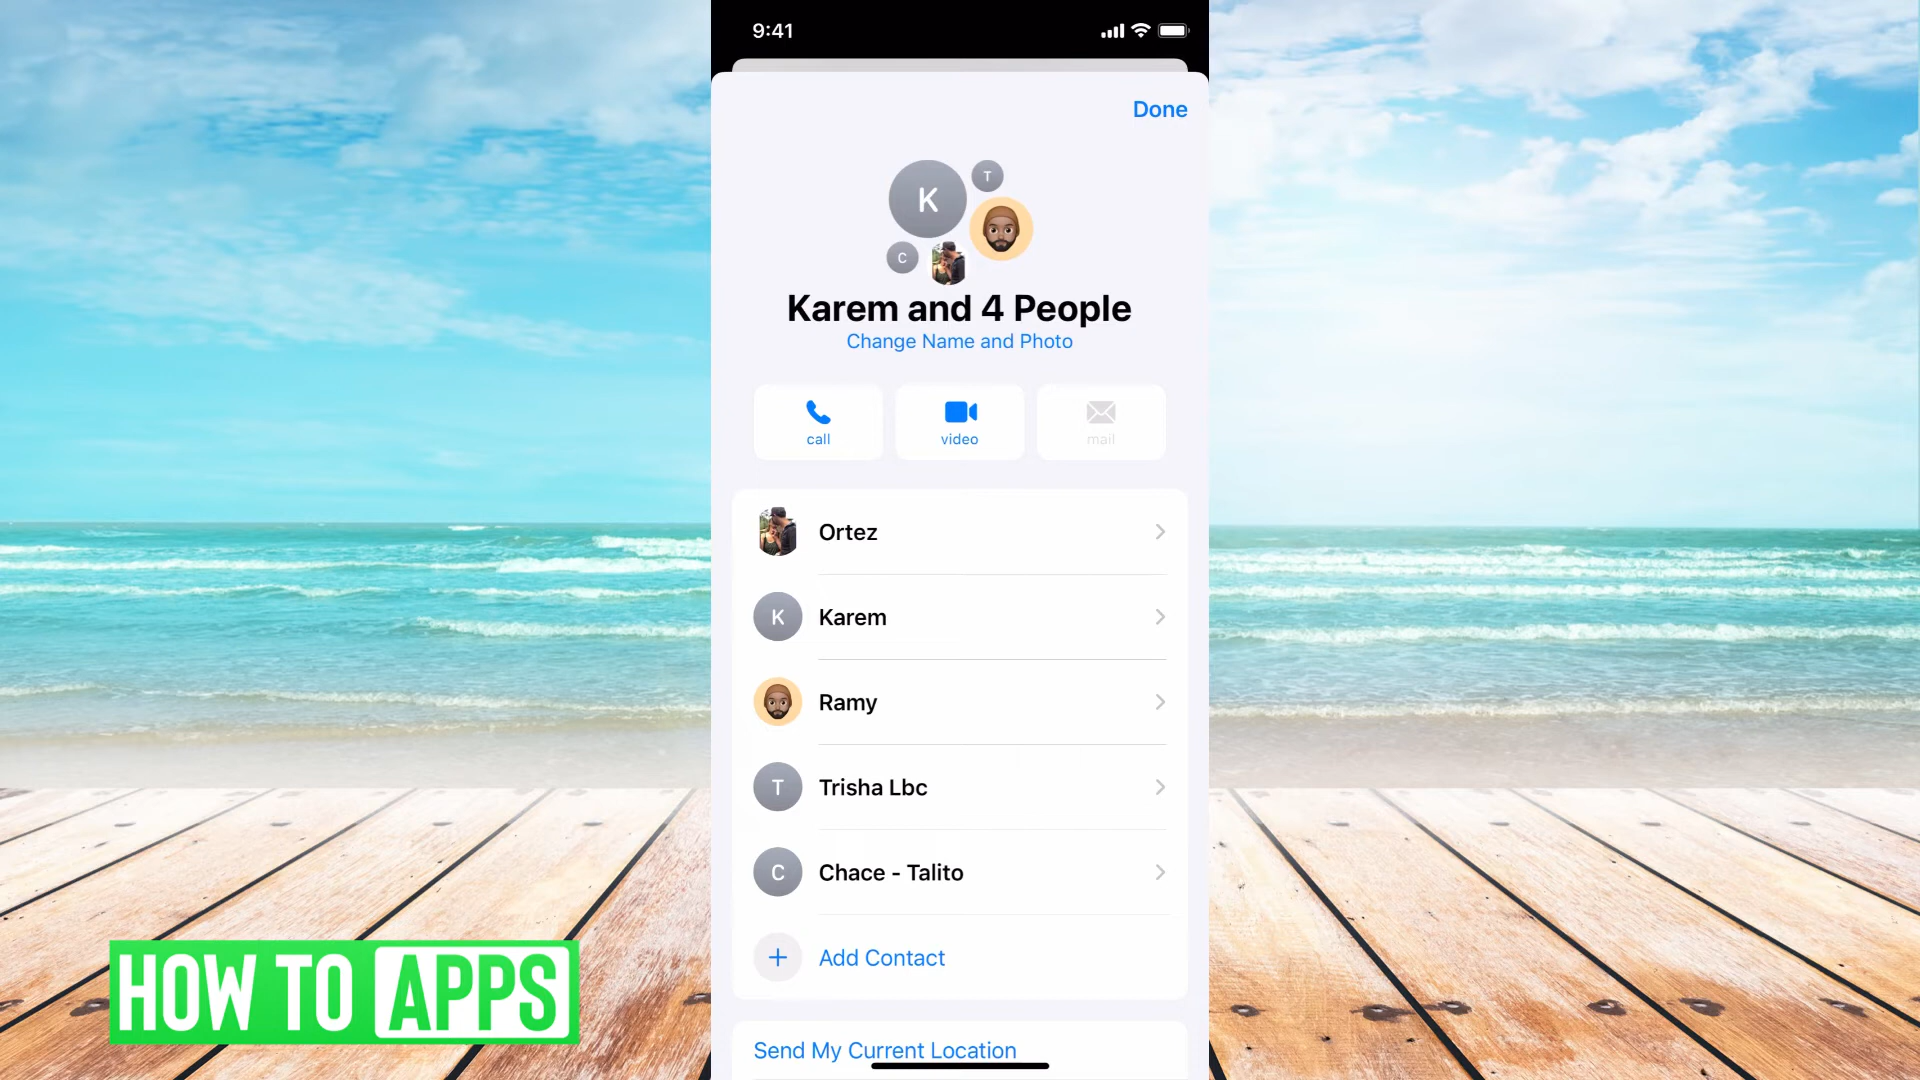 9:41
Done
K
T
C
Karem and 4 People
Change Name and Photo
call
video
mail
Ortez
K
Karem
Ramy
T
Trisha Lbc
C
Chace - Talito
+
Add Contact
Send My Current Location
HOW TO APPS